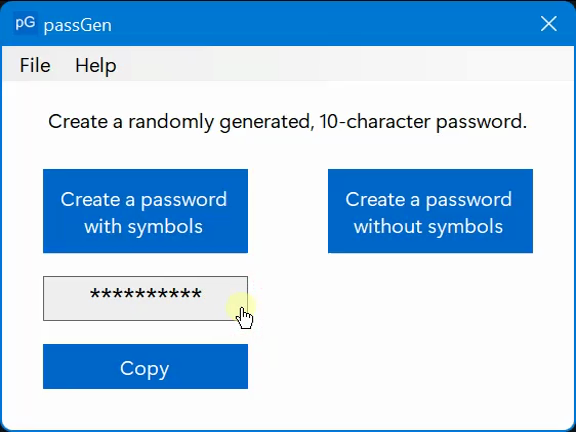 pG passGen
File Help
Create a randomly generated, 10-character password.
Create a password
with symbols
Create a password
without symbols
**********
Copy